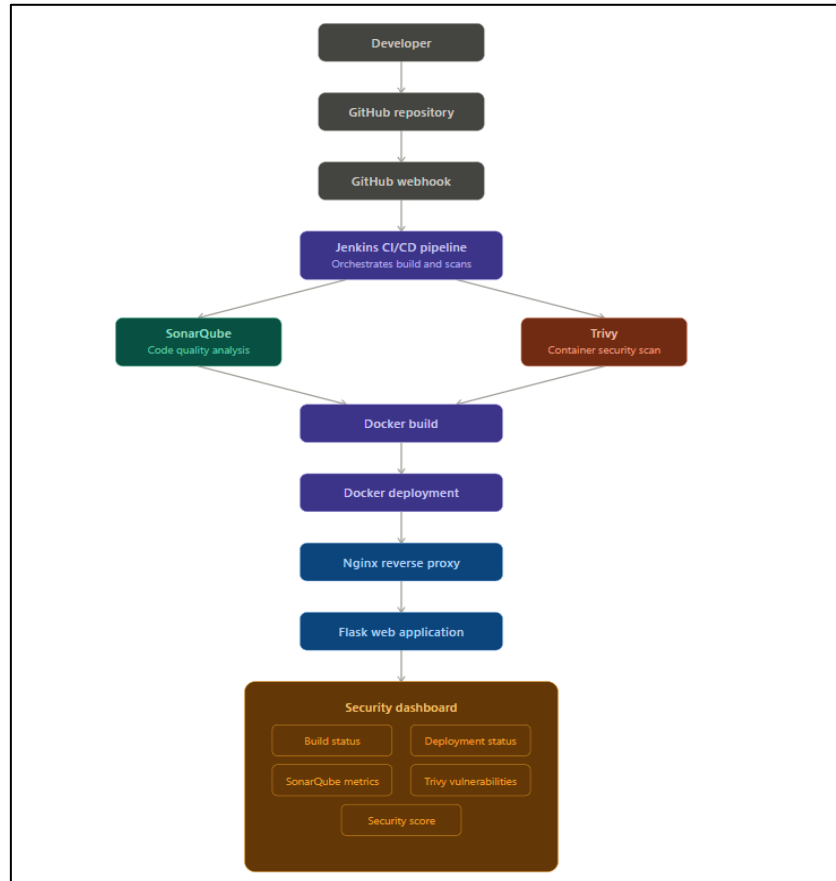 Developer
GitHub repository
GitHub webhook
Jenkins CI/CD pipeline
Orchestrates build and scans
SonarQube
Code quality analysis
Trivy
Container security scan
Docker build
Docker deployment
Nginx reverse proxy
Flask web application
Security dashboard
Build status
Deployment status
SonarQube metrics
Trivy vulnerabilities
Security score